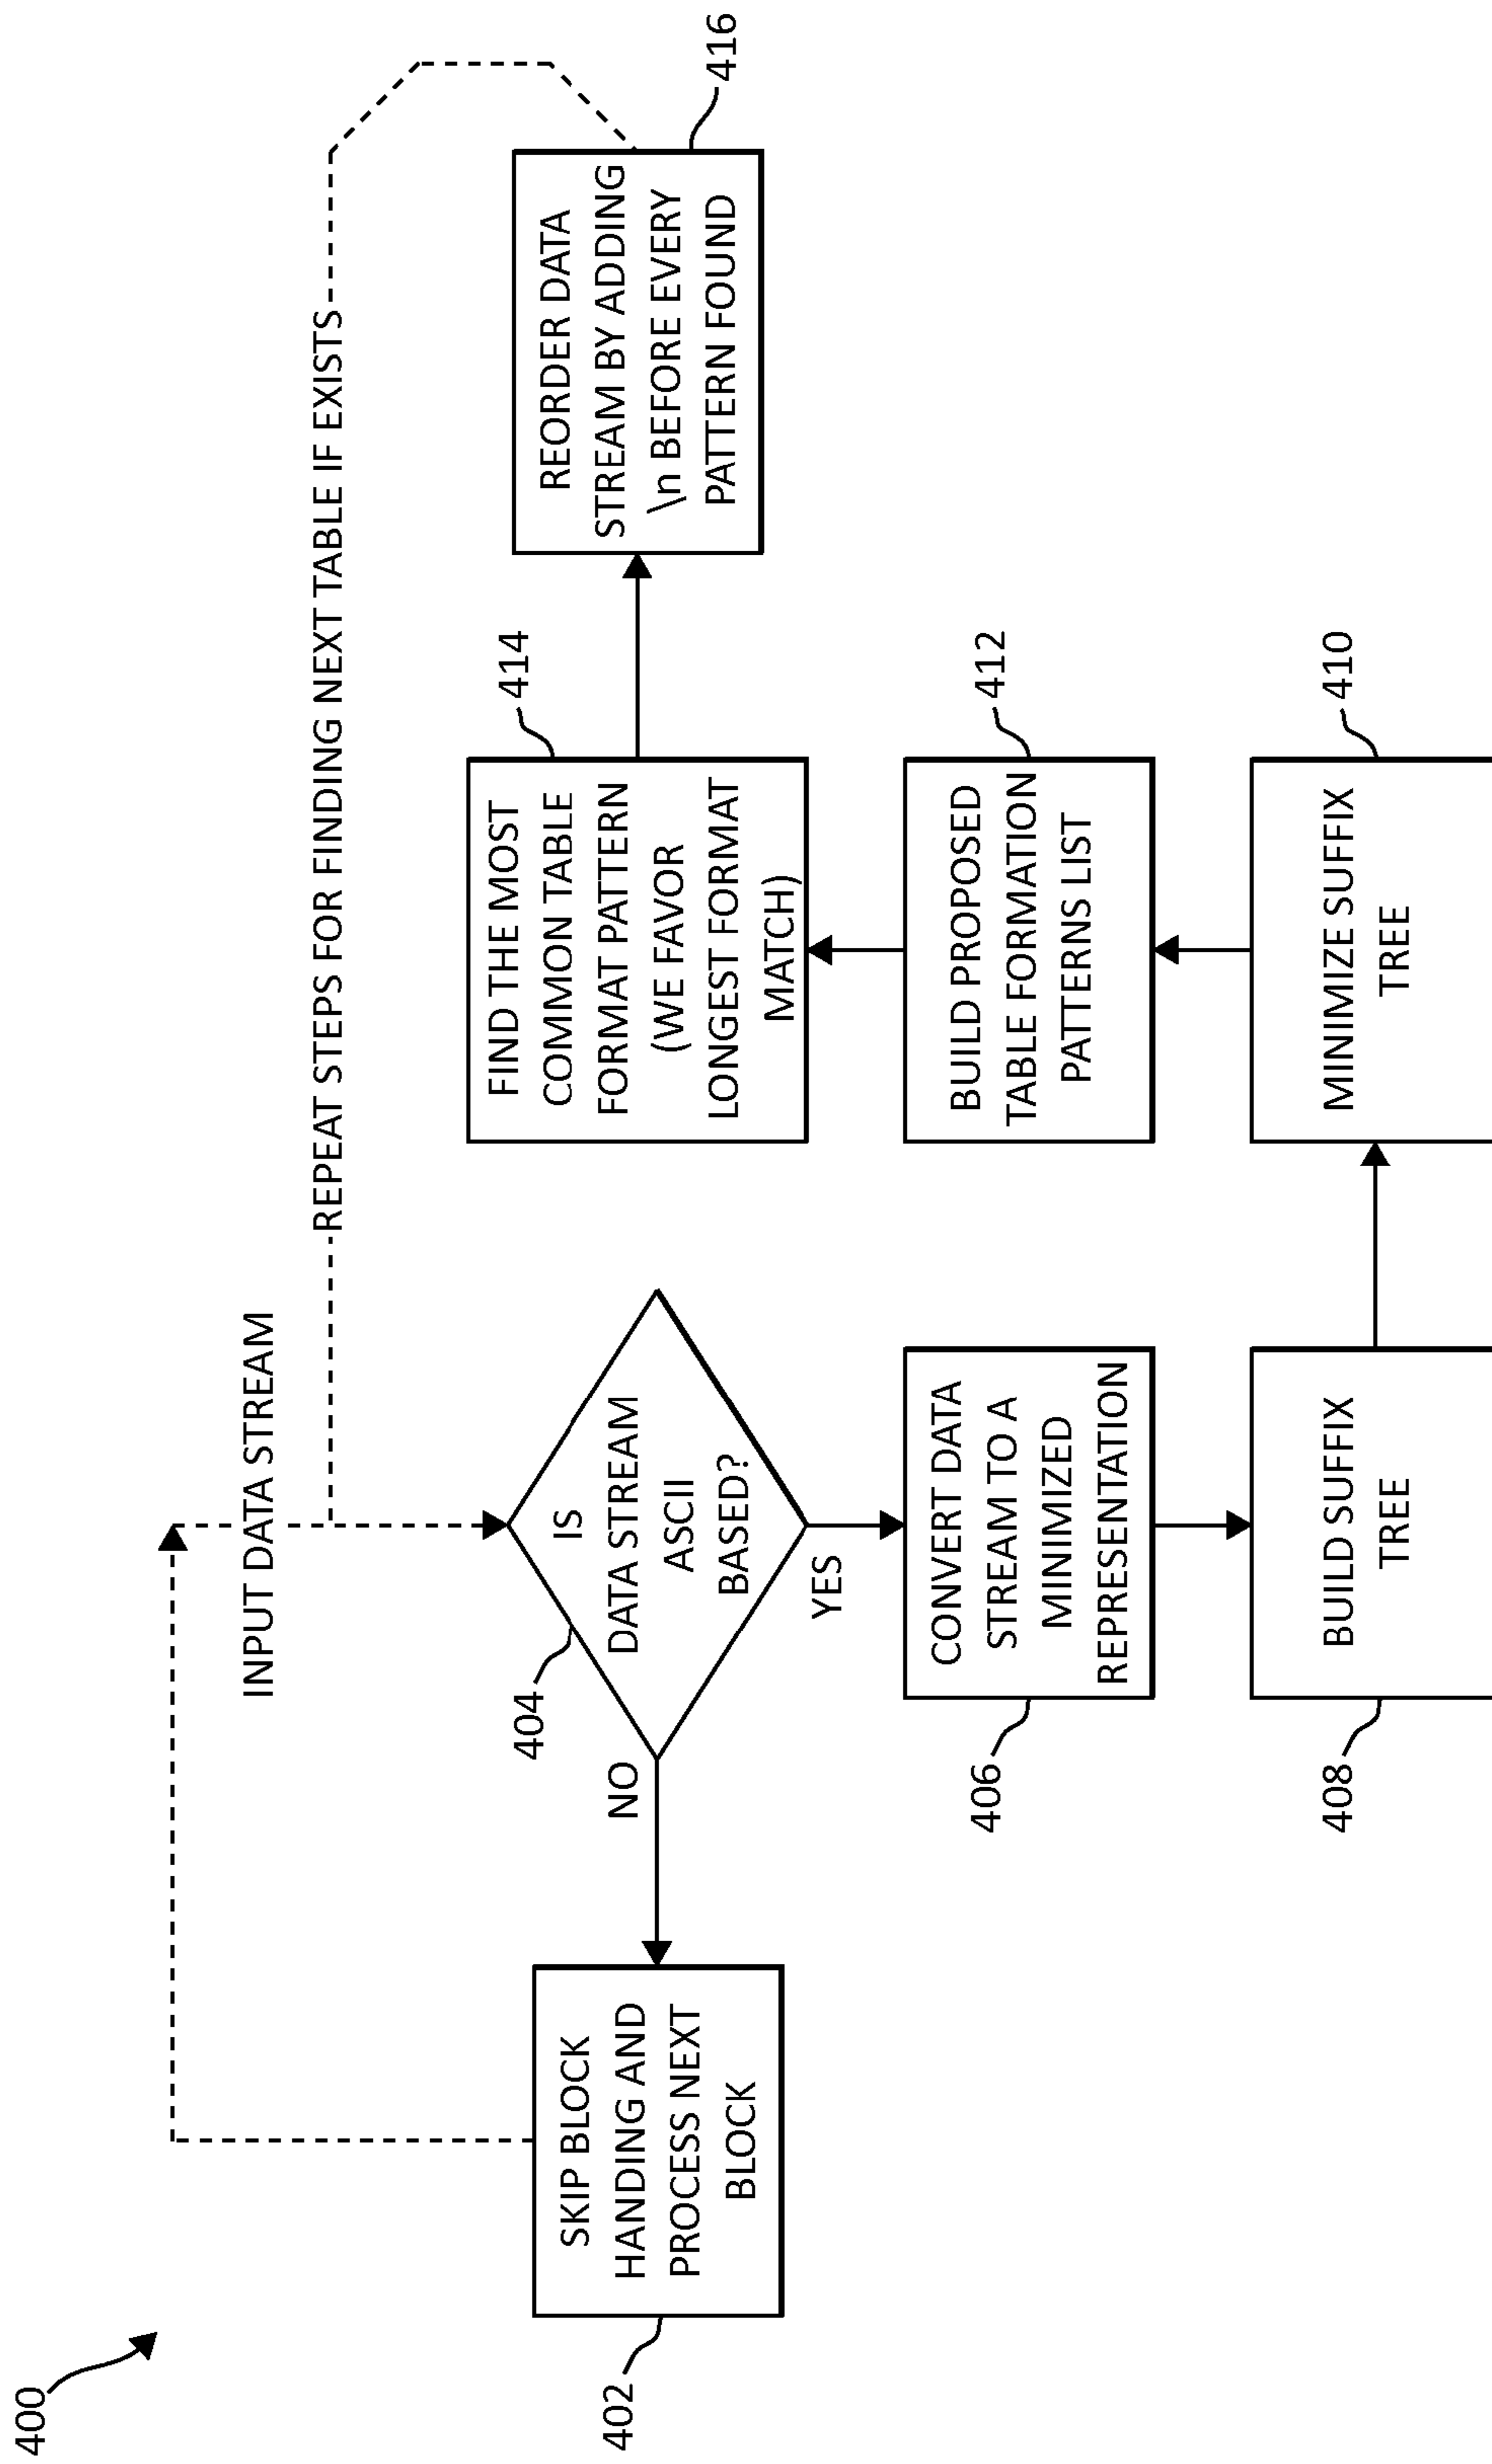 400
INPUT DATA STREAM
REPEAT STEPS FOR FINDING NEXT TABLE IF EXISTS
402
SKIP BLOCK
HANDING AND
PROCESS NEXT
BLOCK
NO
404
IS
DATA STREAM
ASCII
BASED?
YES
406
CONVERT DATA
STREAM TO A
MINIMIZED
REPRESENTATION
408
BUILD SUFFIX
TREE
410
MINIMIZE SUFFIX
TREE
412
BUILD PROPOSED
TABLE FORMATION
PATTERNS LIST
414
FIND THE MOST
COMMON TABLE
FORMAT PATTERN
(WE FAVOR
LONGEST FORMAT
MATCH)
416
REORDER DATA
STREAM BY ADDING
\n BEFORE EVERY
PATTERN FOUND